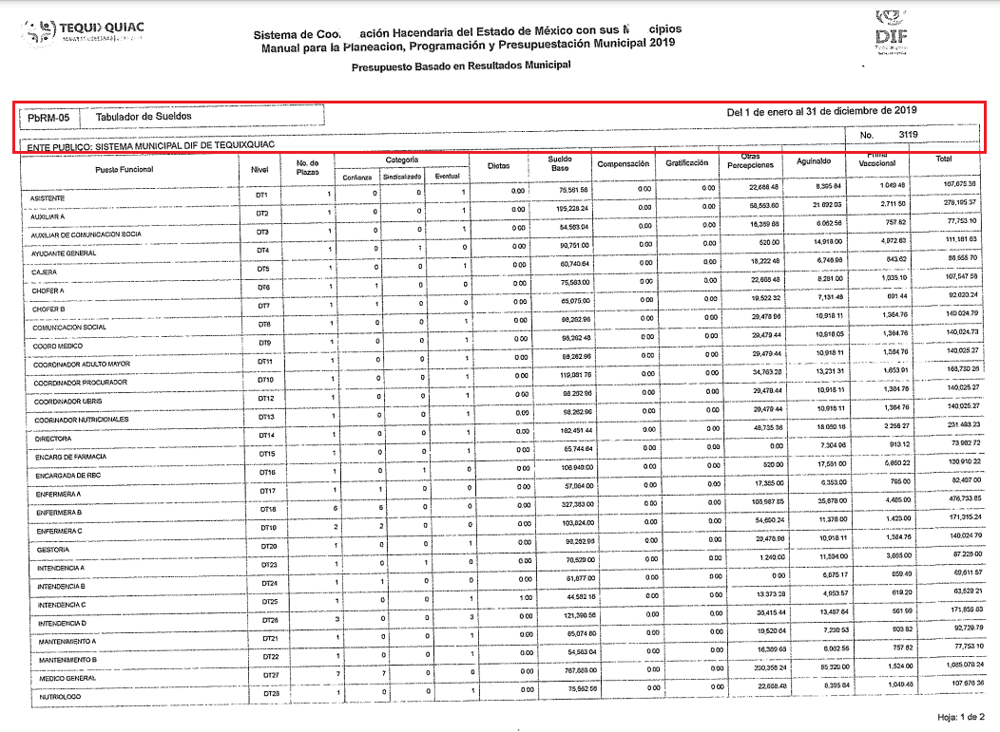 TEQUI QUIAC
DIF
Sistema de Coo. ación Hacendaria del Estado de México con sus M cipios
Manual para la Planeacion, Programación y Presupuestación Municipal 2019
Presupuesto Basado en Resultados Municipal
PbRM-05 Tabulador de Sueldos Del 1 de enero al 31 de diciembre de 2019
No. 3119
ENTE PUBLICO: SISTEMA MUNICIPAL DIF DE TEQUIXQUIAC
Puesto Funcional Nivel No. de Plazas Categoria Confianza Sindicalizado Eventual Dietas Sueldo Base Compensación Gratificación Otras Percepciones Aguinaldo Prima Vacacional Total
ASISTENTE DT1 1 0 0 1 0.00 75,561.56 0.00 0.00 22,668.48 8,395.84 1,049.48 107,675.36
AUXILIAR A DT2 1 0 0 1 0.00 195,228.24 0.00 0.00 58,563.60 21,692.03 2,711.50 278,195.37
AUXILIAR DE COMUNICACION SOCIA DT3 1 0 0 1 0.00 54,563.04 0.00 0.00 16,369.68 6,062.56 757.82 77,753.10
AYUDANTE GENERAL DT4 1 0 1 0 0.00 90,751.00 0.00 0.00 520.00 14,918.00 4,972.63 111,161.63
CAJERA DT5 1 0 0 1 0.00 60,740.64 0.00 0.00 18,222.48 6,748.96 843.62 86,555.70
CHOFER A DT6 1 1 0 0 0.00 75,563.00 0.00 0.00 22,668.48 8,281.00 1,035.10 107,547.58
CHOFER B DT7 1 1 0 0 0.00 65,075.00 0.00 0.00 19,522.32 7,131.48 891.44 92,620.24
COMUNICACION SOCIAL DT8 1 0 0 1 0.00 98,262.96 0.00 0.00 29,478.96 10,918.11 1,364.76 140,024.79
COORD MEDICO DT9 1 0 0 1 0.00 98,262.48 0.00 0.00 29,479.44 10,918.05 1,364.76 140,024.73
COORDINADOR ADULTO MAYOR DT11 1 0 0 1 0.00 98,262.96 0.00 0.00 29,479.44 10,918.11 1,364.76 140,025.27
COORDINADOR PROCURADOR DT10 1 0 0 1 0.00 119,081.76 0.00 0.00 34,763.28 13,231.31 1,653.91 168,730.26
COORDINADOR UBRIS DT12 1 0 0 1 0.00 98,262.96 0.00 0.00 29,479.44 10,918.11 1,364.76 140,025.27
COORINADOR NUTRICIONALES DT13 1 0 0 1 0.00 98,262.96 0.00 0.00 29,479.44 10,918.11 1,364.76 140,025.27
DIRECTORA DT14 1 0 0 1 0.00 162,451.44 0.00 0.00 48,735.36 18,050.16 2,256.27 231,493.23
ENCARG DE FARMACIA DT15 1 0 0 1 0.00 65,744.64 0.00 0.00 0.00 7,304.96 913.12 73,962.72
ENCARGADA DE RBC DT16 1 0 1 0 0.00 106,949.00 0.00 0.00 520.00 17,581.00 5,860.22 130,910.22
ENFERMERA A DT17 1 1 0 0 0.00 57,964.00 0.00 0.00 17,385.00 6,353.00 795.00 82,497.00
ENFERMERA B DT18 6 6 0 0 0.00 327,383.00 0.00 0.00 35,878.00 4,485.00
ENFERMERA C DT19 2 2 0 0 0.00 103,824.00 0.00 0.00 54,690.24 11,378.00 1,423.00 171,315.24
GESTORIA DT20 1 0 0 1 0.00 98,262.96 0.00 0.00 29,478.96 10,918.11 1,364.76 140,024.79
INTENDENCIA A DT23 1 0 1 0 0.00 70,529.00 0.00 0.00 1,240.00 11,594.00 3,865.00 87,228.00
INTENDENCIA B DT24 1 1 0 0 0.00 61,877.00 0.00 0.00 0.00 6,875.17 859.40 69,611.57
INTENDENCIA C DT25 1 0 0 1 1.00 44,582.16 0.00 0.00 13,373.28 4,953.57 619.20 63,528.21
INTENDENCIA D DT26 3 0 0 3 0.00 121,390.56 0.00 0.00 36,415.44 13,487.84 561.99 171,855.83
MANTENIMIENTO A DT21 1 0 0 1 0.00 65,074.80 0.00 0.00 19,520.64 7,230.53 903.82 92,729.79
MANTENIMIENTO B DT22 1 0 0 1 0.00 54,563.04 0.00 0.00 16,369.68 6,062.56 757.82 77,753.10
MEDICO GENERAL DT27 7 7 0 0 0.00 767,868.00 0.00 0.00 230,358.24 85,320.00 1,524.00 1,085,070.24
NUTRIOLOGO DT28 1 0 0 1 0.00 75,562.56 0.00 0.00 22,668.48 8,395.84 1,049.48 107,676.36
Hoja: 1 de 2